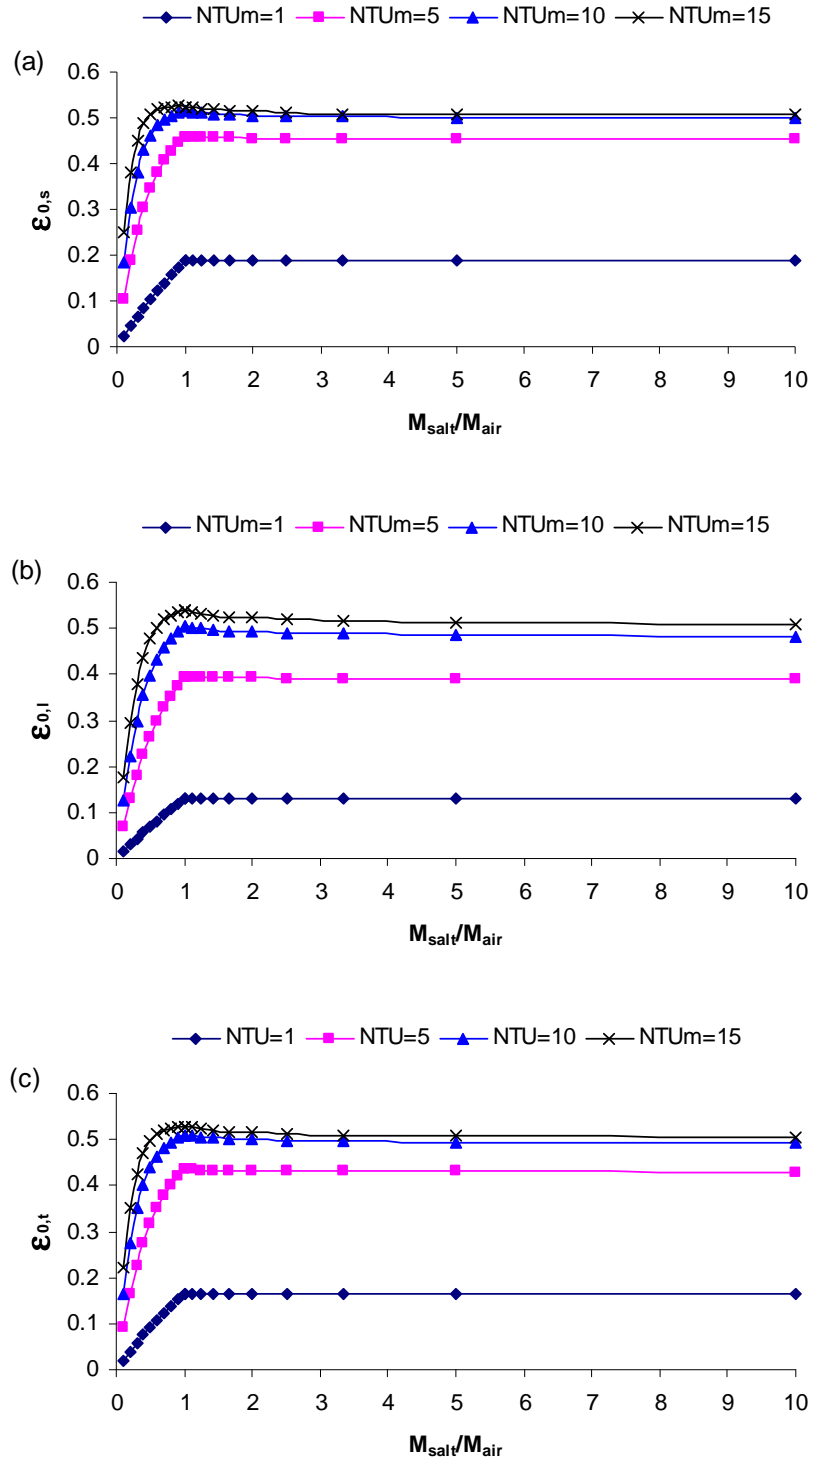 NTUm=1 NTUm=5 NTUm=10 NTUm=15
(a)
0.6
0.5
0.4
0.3
0.2
0.1
0
ε0,s
0 1 2 3 4 5 6 7 8 9 10
Msalt/Mair
NTUm=1 NTUm=5 NTUm=10 NTUm=15
(b)
0.6
0.5
0.4
0.3
0.2
0.1
0
ε0,l
0 1 2 3 4 5 6 7 8 9 10
Msalt/Mair
NTU=1 NTU=5 NTU=10 NTUm=15
(c)
0.6
0.5
0.4
0.3
0.2
0.1
0
ε0,t
0 1 2 3 4 5 6 7 8 9 10
Msalt/Mair